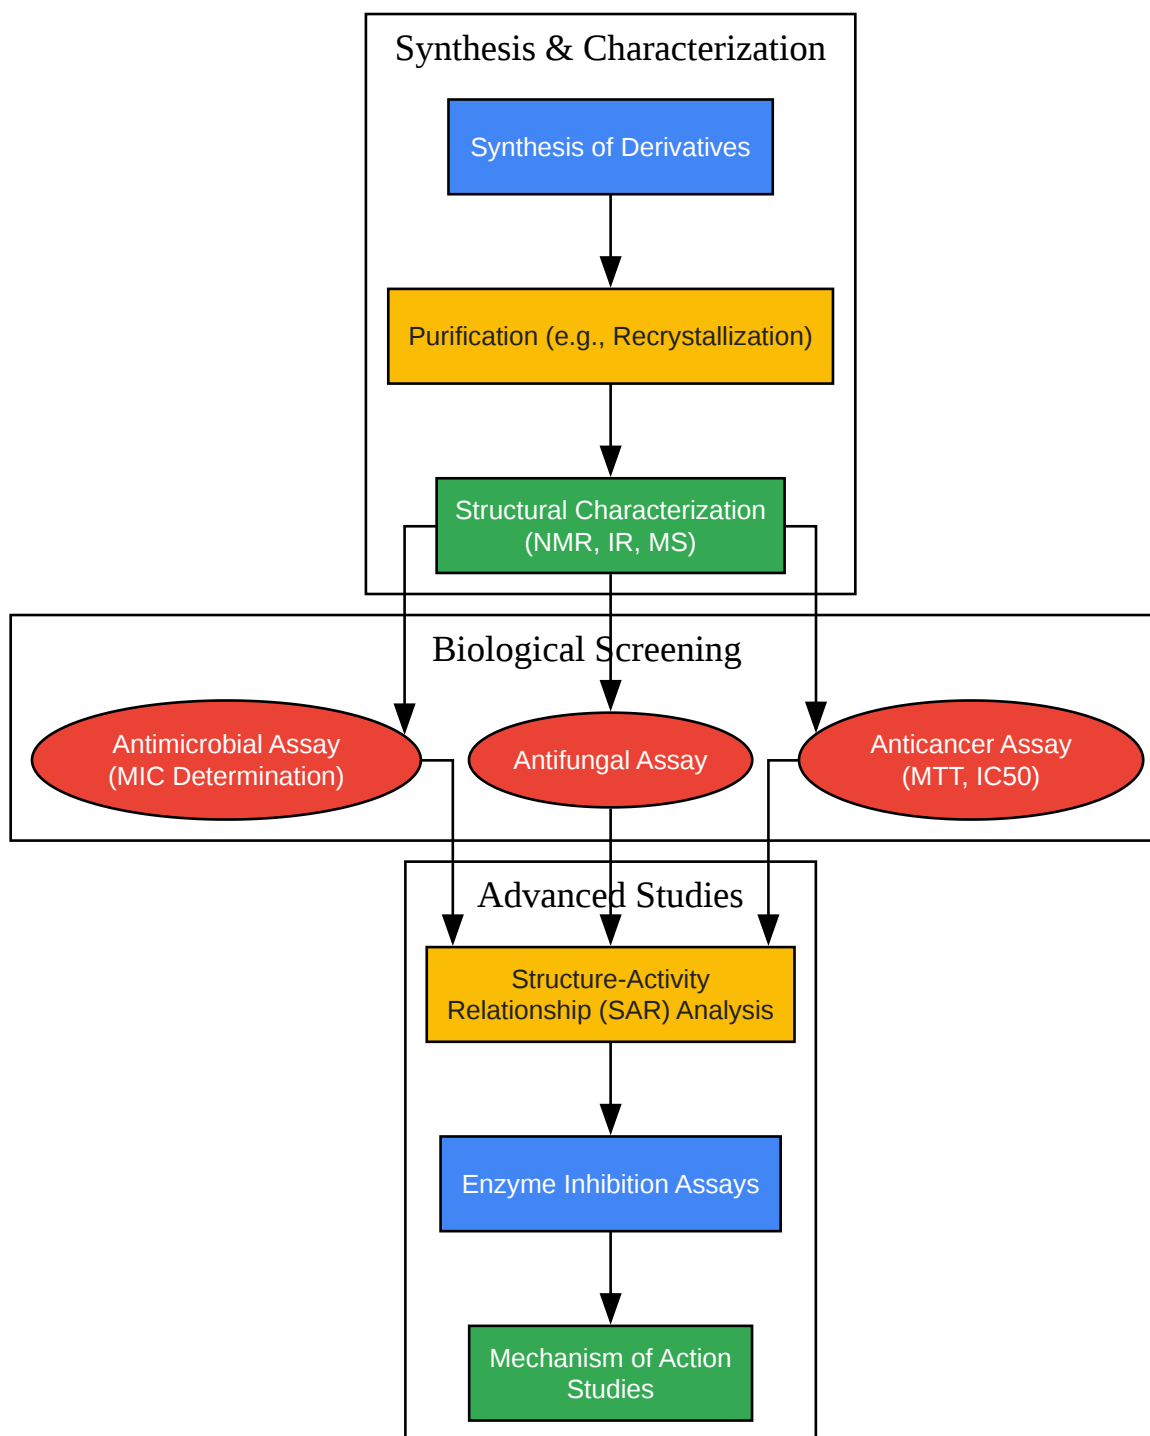 Synthesis & Characterization
Synthesis of Derivatives
Purification (e.g., Recrystallization)
Structural Characterization
(NMR, IR, MS)
Biological Screening
Antimicrobial Assay
(MIC Determination)
Antifungal Assay
Anticancer Assay
(MTT, IC50)
Advanced Studies
Structure-Activity
Relationship (SAR) Analysis
Enzyme Inhibition Assays
Mechanism of Action
Studies